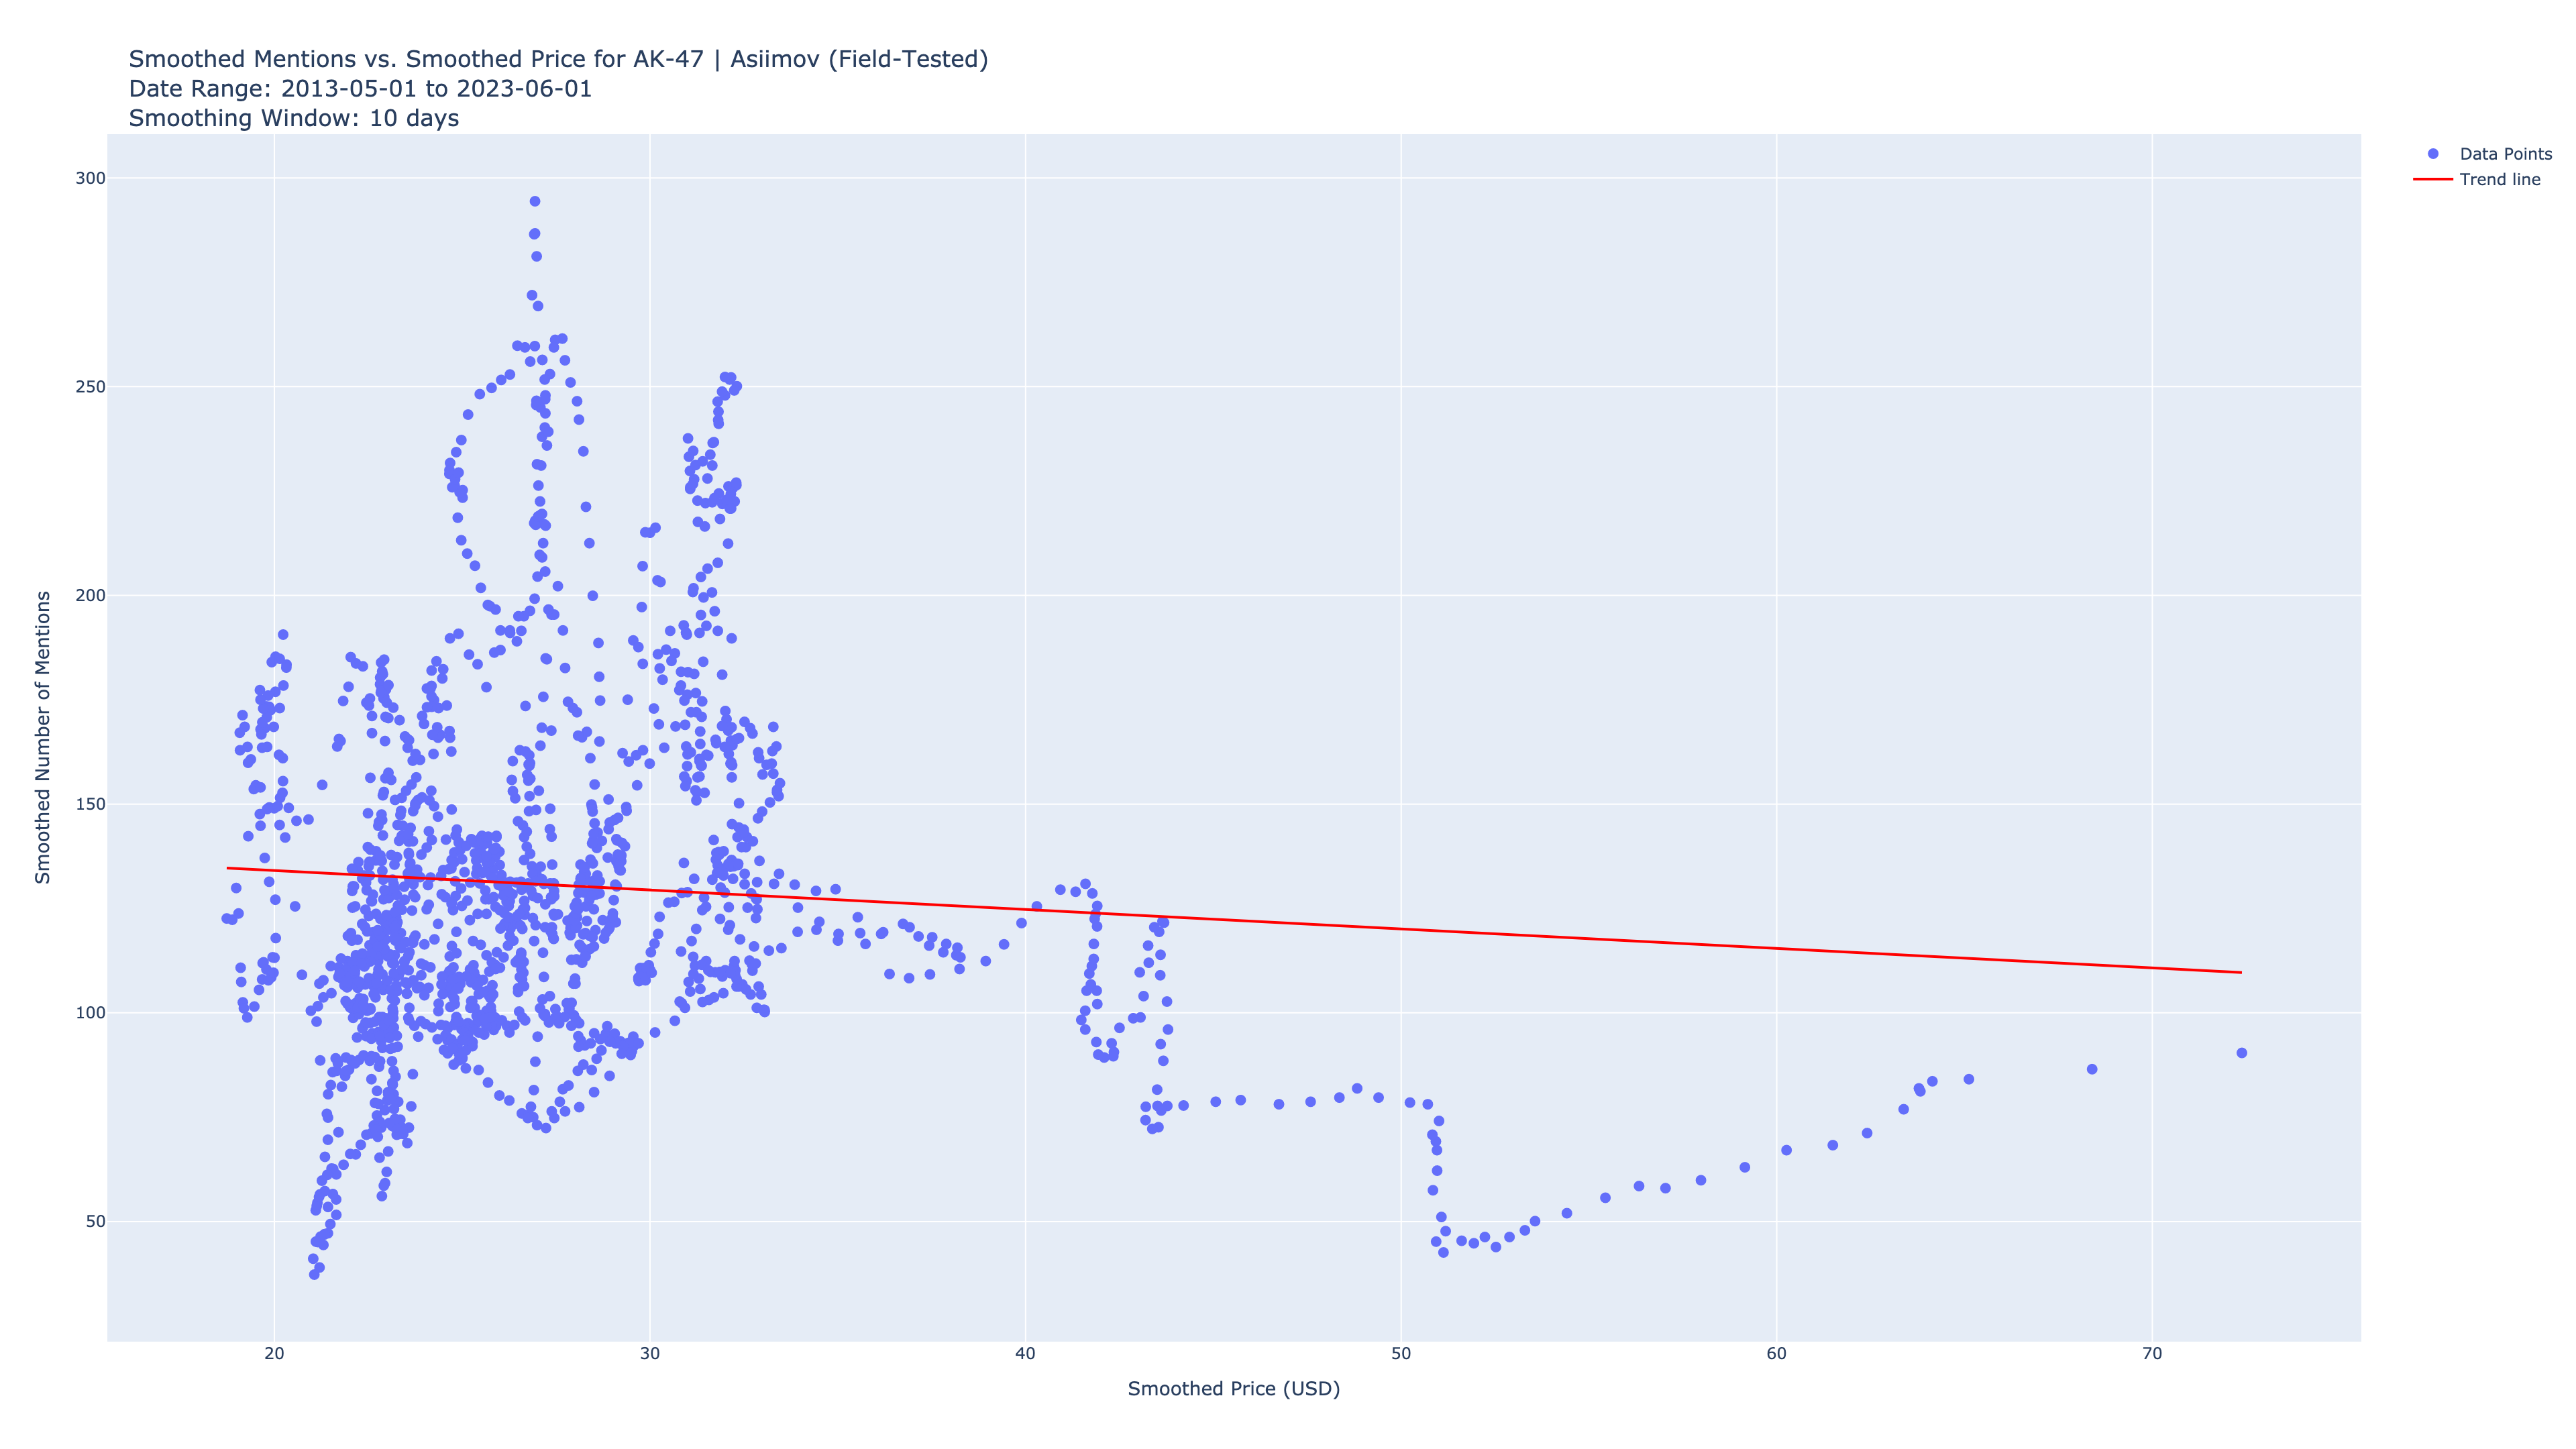 Smoothed Mentions vs. Smoothed Price for AK-47 | Asiimov (Field-Tested)
Date Range: 2013-05-01 to 2023-06-01
Smoothing Window: 10 days
Data Points
Trend line
300
250
200
150
100
50
Smoothed Number of Mentions
20
30
40
50
60
70
Smoothed Price (USD)